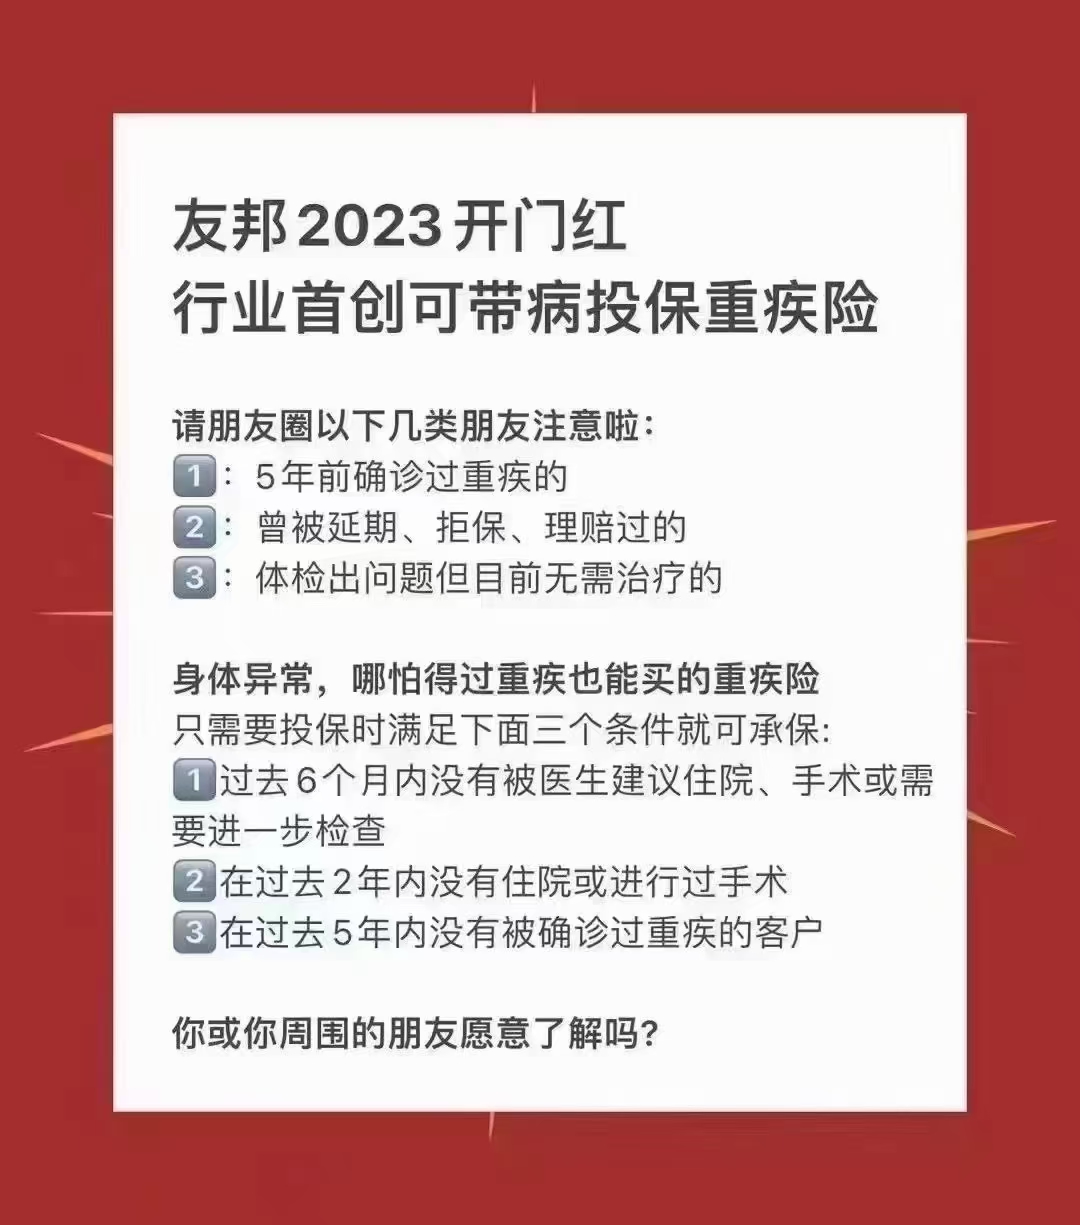 友邦2023开门红
行业首创可带病投保重疾险
请朋友圈以下几类朋友注意啦：
1️⃣：5年前确诊过重疾的
2️⃣：曾被延期、拒保、理赔过的
3️⃣：体检出问题但目前无需治疗的
身体异常，哪怕得过重疾也能买的重疾险
只需要投保时满足下面三个条件就可承保:
1️⃣过去6个月内没有被医生建议住院、手术或需
要进一步检查
2️⃣在过去2年内没有住院或进行过手术
3️⃣在过去5年内没有被确诊过重疾的客户
你或你周围的朋友愿意了解吗?